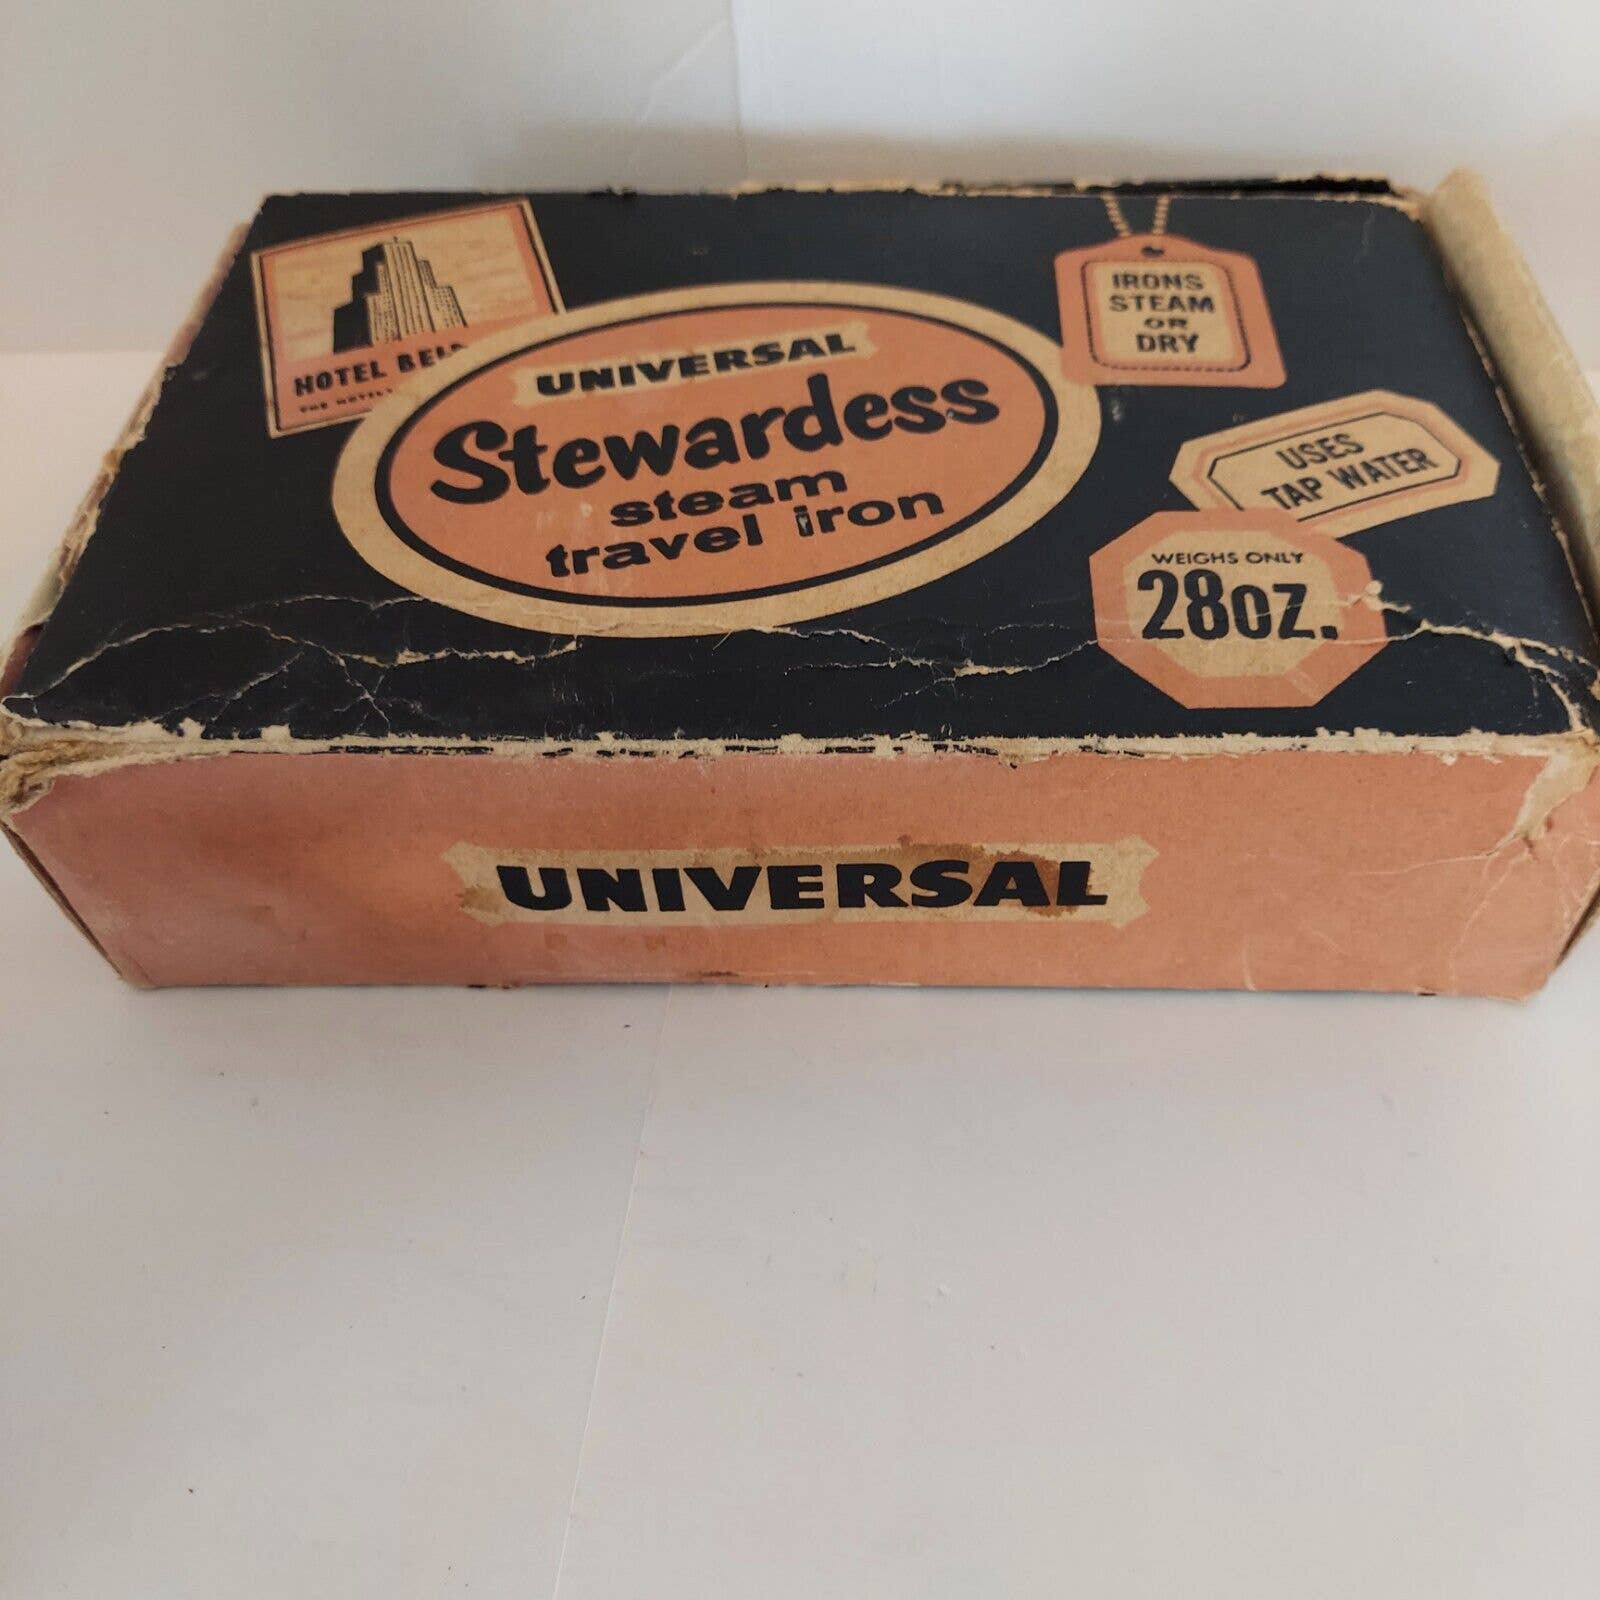 HOTEL
UNIVERSAL
Stewardess
steam
travel iron
IRONS
STEAM
OR
DRY
USES
TAP WATER
WEIGHS ONLY
28OZ.
UNIVERSAL